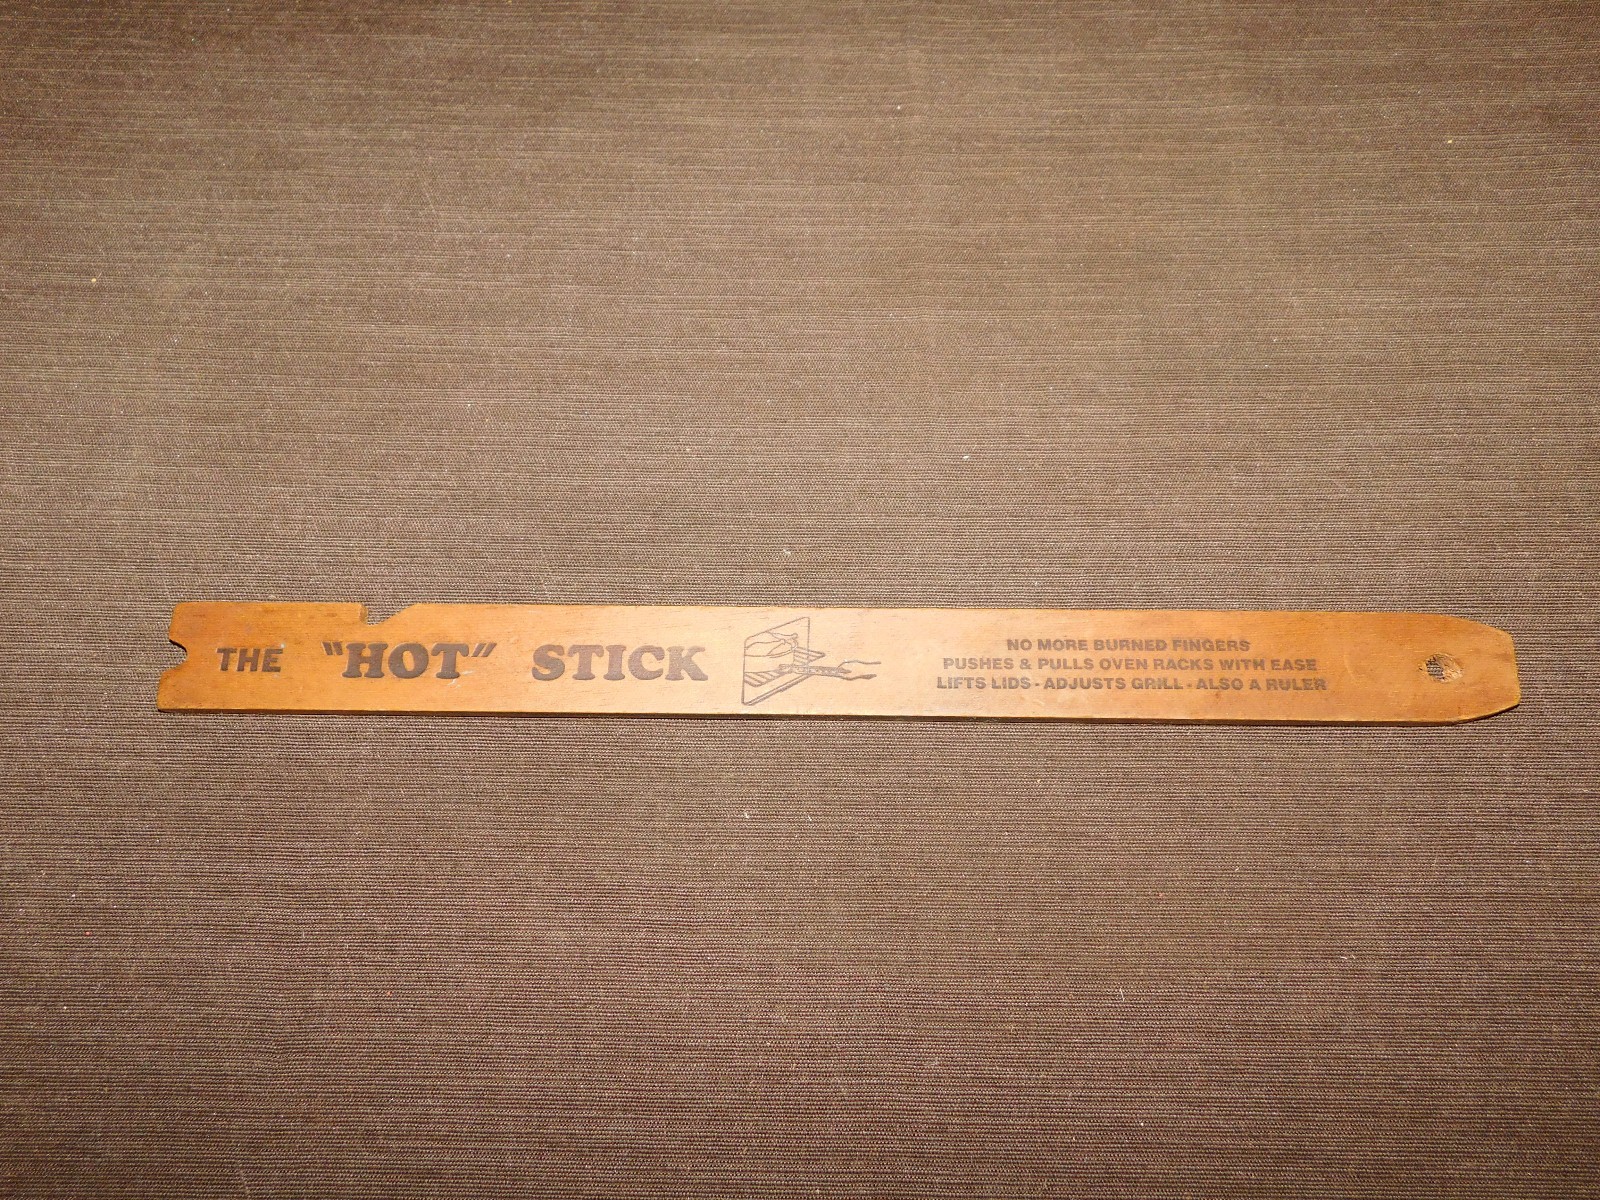 THE "HOT" STICK
NO MORE BURNED FINGERS
PUSHES & PULLS OVEN RACKS WITH EASE
LIFTS LIDS - ADJUSTS GRILL - ALSO A RULER